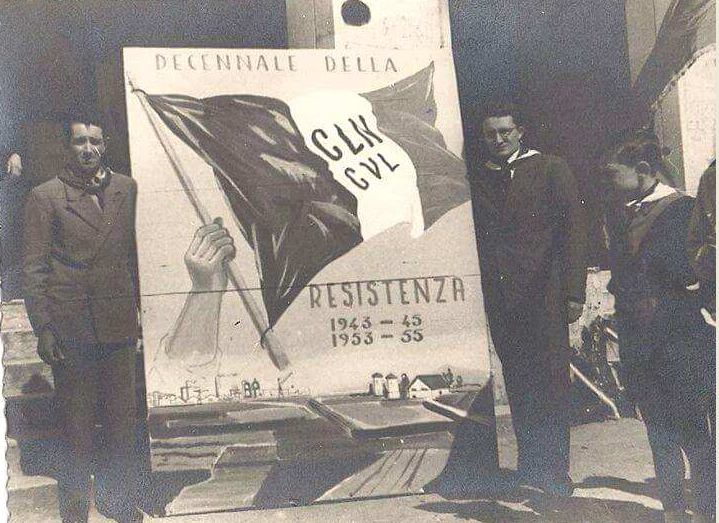 DECENNALE DELLA
CLN
CVL
RESISTENZA
1943 - 45
1953 - 55